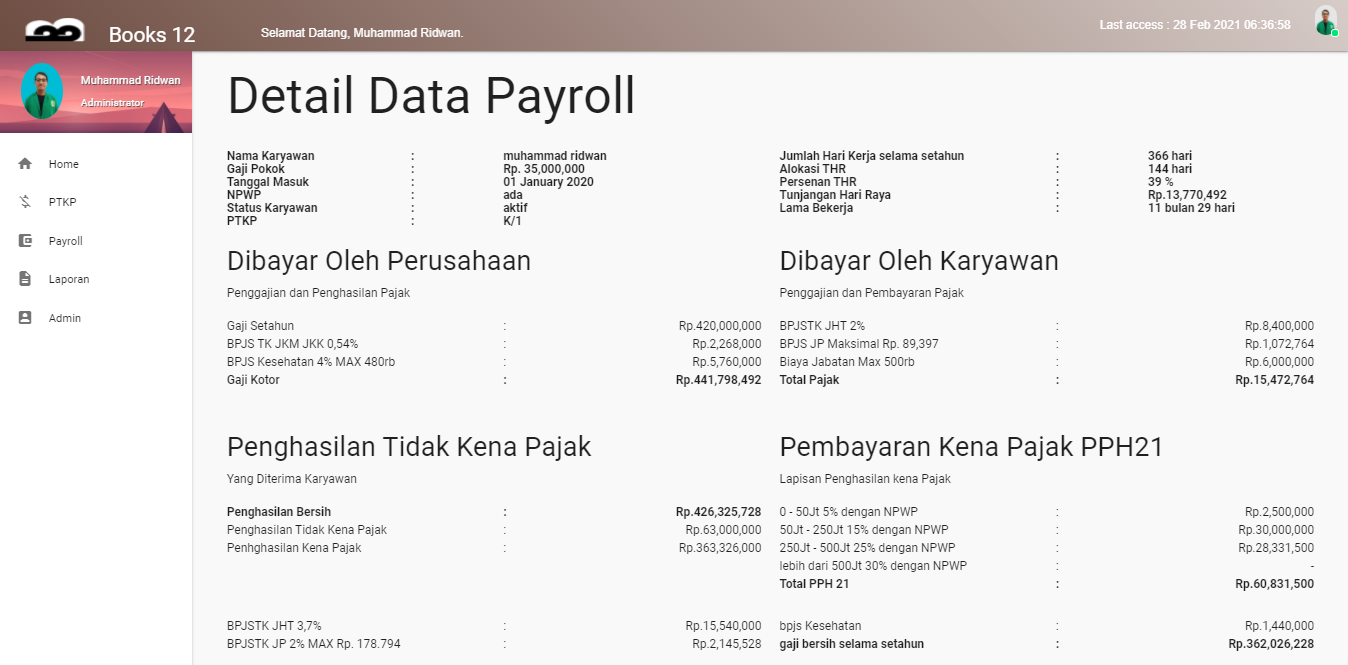 Books 12
Selamat Datang, Muhammad Ridwan.
Last access : 28 Feb 2021 06:36:58
Muhammad Ridwan
Administrator
Home
PTKP
Payroll
Laporan
Admin
Detail Data Payroll
Nama Karyawan : muhammad ridwan
Gaji Pokok : Rp. 35,000,000
Tanggal Masuk : 01 January 2020
NPWP : ada
Status Karyawan : aktif
PTKP : K/1
Jumlah Hari Kerja selama setahun : 366 hari
Alokasi THR : 144 hari
Persenan THR : 39 %
Tunjangan Hari Raya : Rp.13,770,492
Lama Bekerja : 11 bulan 29 hari
Dibayar Oleh Perusahaan
Penggajian dan Penghasilan Pajak
Gaji Setahun : Rp.420,000,000
BPJS TK JKM JKK 0,54% : Rp.2,268,000
BPJS Kesehatan 4% MAX 480rb : Rp.5,760,000
Gaji Kotor : Rp.441,798,492
Dibayar Oleh Karyawan
Penggajian dan Pembayaran Pajak
BPJSTK JHT 2% : Rp.8,400,000
BPJS JP Maksimal Rp. 89,397 : Rp.1,072,764
Biaya Jabatan Max 500rb : Rp.6,000,000
Total Pajak : Rp.15,472,764
Penghasilan Tidak Kena Pajak
Yang Diterima Karyawan
Penghasilan Bersih : Rp.426,325,728
Penghasilan Tidak Kena Pajak : Rp.63,000,000
Penhghasilan Kena Pajak : Rp.363,326,000
Pembayaran Kena Pajak PPH21
Lapisan Penghasilan kena Pajak
0 - 50Jt 5% dengan NPWP : Rp.2,500,000
50Jt - 250Jt 15% dengan NPWP : Rp.30,000,000
250Jt - 500Jt 25% dengan NPWP : Rp.28,331,500
lebih dari 500Jt 30% dengan NPWP : -
Total PPH 21 : Rp.60,831,500
BPJSTK JHT 3,7% : Rp.15,540,000
BPJSTK JP 2% MAX Rp. 178.794 : Rp.2,145,528
bpjs Kesehatan : Rp.1,440,000
gaji bersih selama setahun : Rp.362,026,228